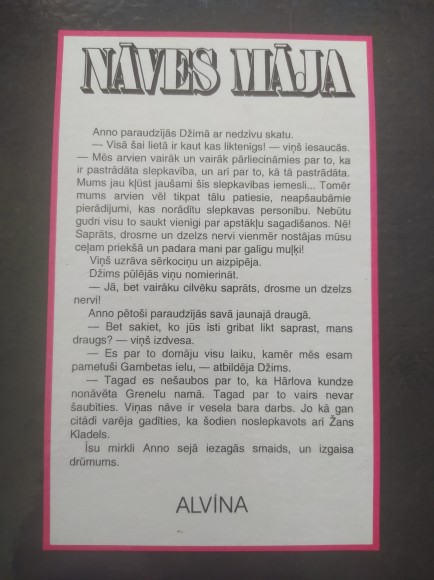 NĀVES MĀJA
Anno paraudzījās Džimā ar nedzīvu skatu.
— Visā šai lietā ir kaut kas liktenīgs! — viņš iesaucās.
— Mēs arvien vairāk un vairāk pārliecināmies par to, ka
ir pastrādāta slepkavība, un arī par to, kā tā pastrādāta.
Mums jau kļūst jaušami šīs slepkavības iemesli... Tomēr
mums arvien vēl tikpat tālu patiesie, neapšaubāmie
pierādījumi, kas norādītu slepkavas personību. Nebūtu
gudri visu to saukt vienīgi par apstākļu sagadīšanos. Nē!
Saprāts, drosme un dzelzs nervi vienmēr nostājas mūsu
ceļam priekšā un padara mani par galīgu muļķi!
Viņš uzrāva sērkociņu un aizpīpēja.
Džims pūlējās viņu nomierināt.
— Jā, bet vairāku cilvēku saprāts, drosme un dzelzs
nervi!
Anno pētoši paraudzījās savā jaunajā draugā.
— Bet sakiet, ko jūs īsti gribat likt saprast, mans
draugs? — viņš izdvesa.
— Es par to domāju visu laiku, kamēr mēs esam
pametuši Gambetas ielu, — atbildēja Džims.
— Tagad es nešaubos par to, ka Hārlova kundze
nonāvēta Grenelu namā. Tagad par to vairs nevar
šaubīties. Viņas nāve ir vesela bara darbs. Jo kā gan
citādi varēja gadīties, ka šodien noslepkavots arī Žans
Kladels.
Īsu mirkli Anno sejā iezagās smaids, un izgaisa
drūmums.
ALVĪNA